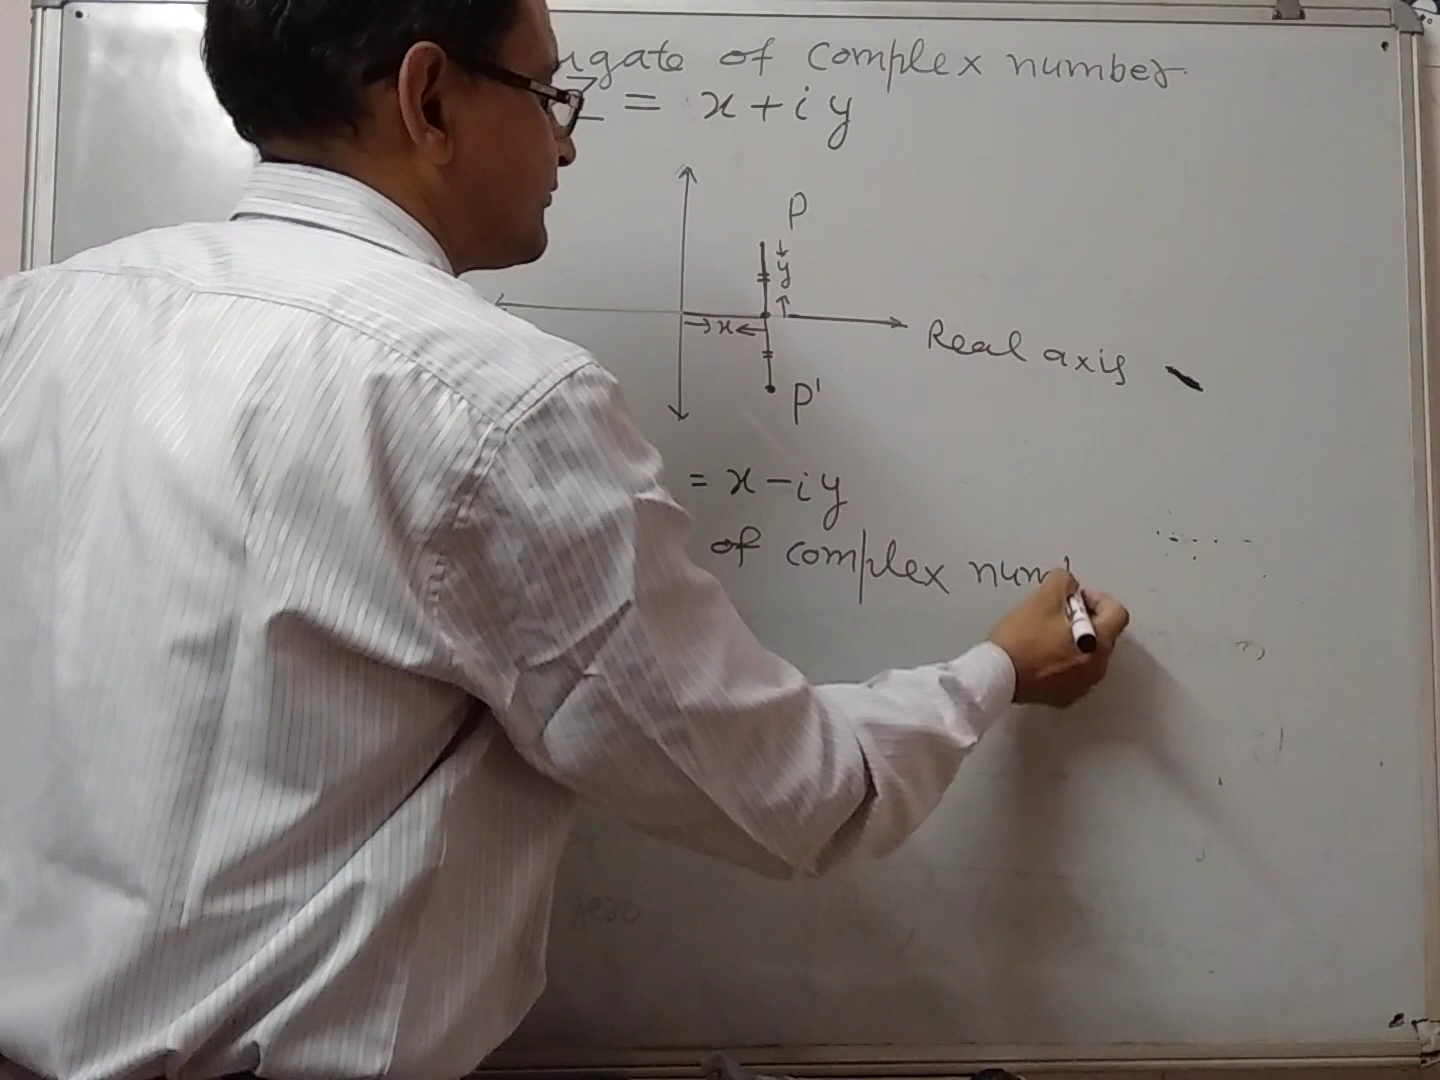 ugate of complex number
Z = x + i y
P
y
x
Real axis
P'
= x - i y
of complex num